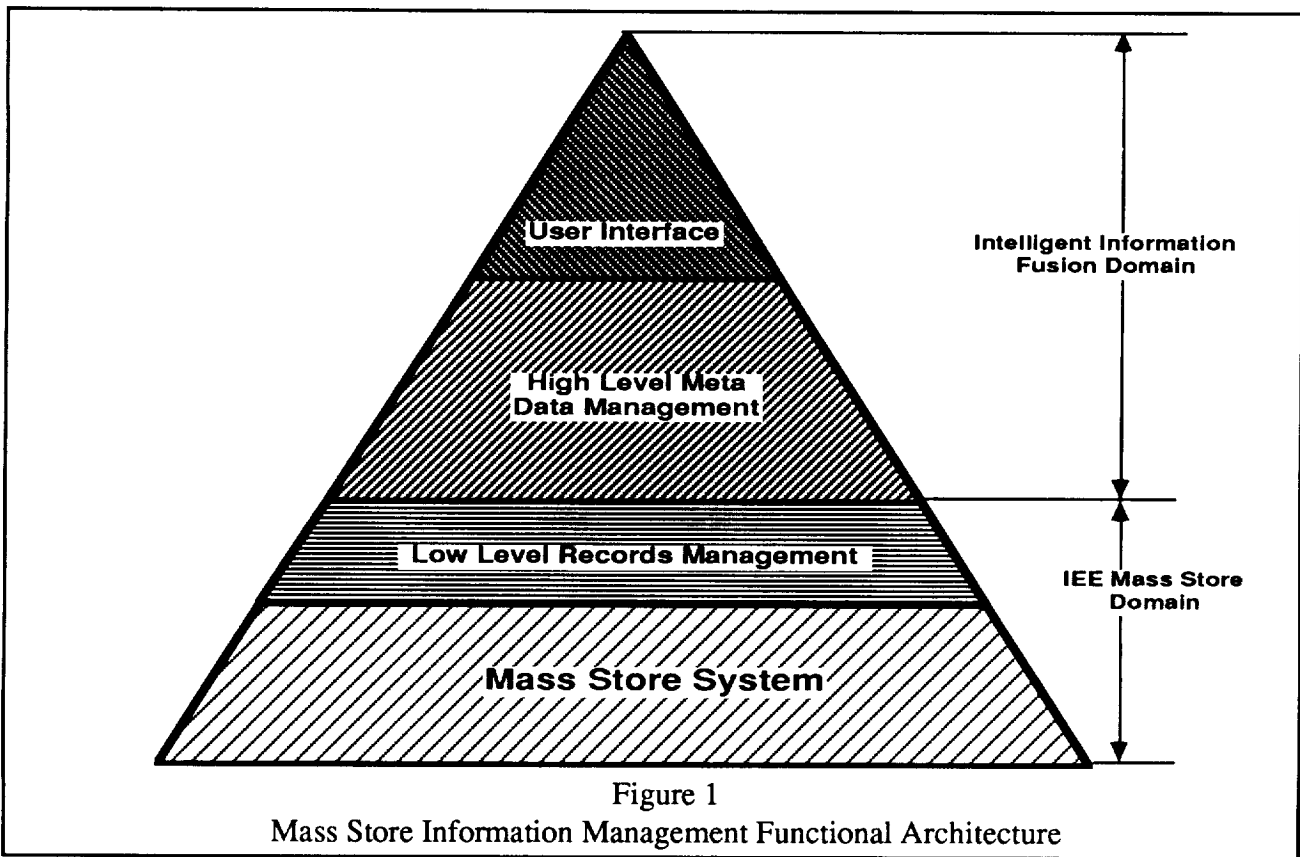 User Interface
Intelligent Information
Fusion Domain
High Level Meta
Data Management
Low Level Records Management
IEE Mass Store
Domain
Mass Store System
Figure 1
Mass Store Information Management Functional Architecture